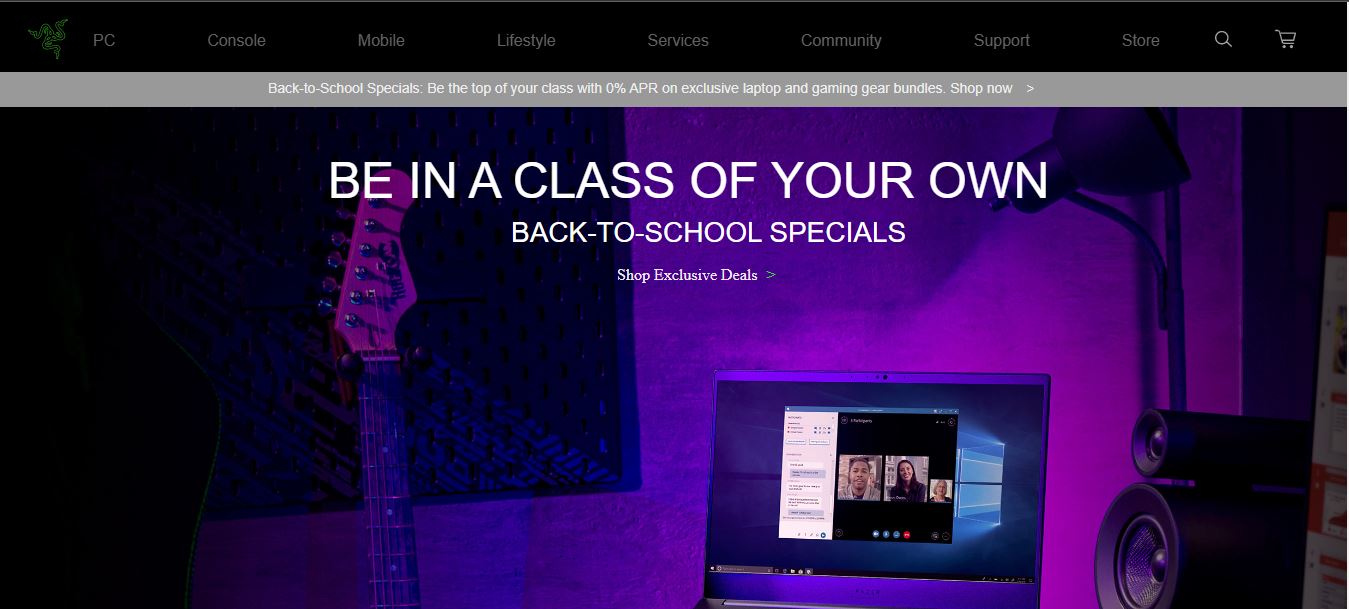 PC Console Mobile Lifestyle Services Community Support Store
Back-to-School Specials: Be the top of your class with 0% APR on exclusive laptop and gaming gear bundles. Shop now >
BE IN A CLASS OF YOUR OWN
BACK-TO-SCHOOL SPECIALS
Shop Exclusive Deals >